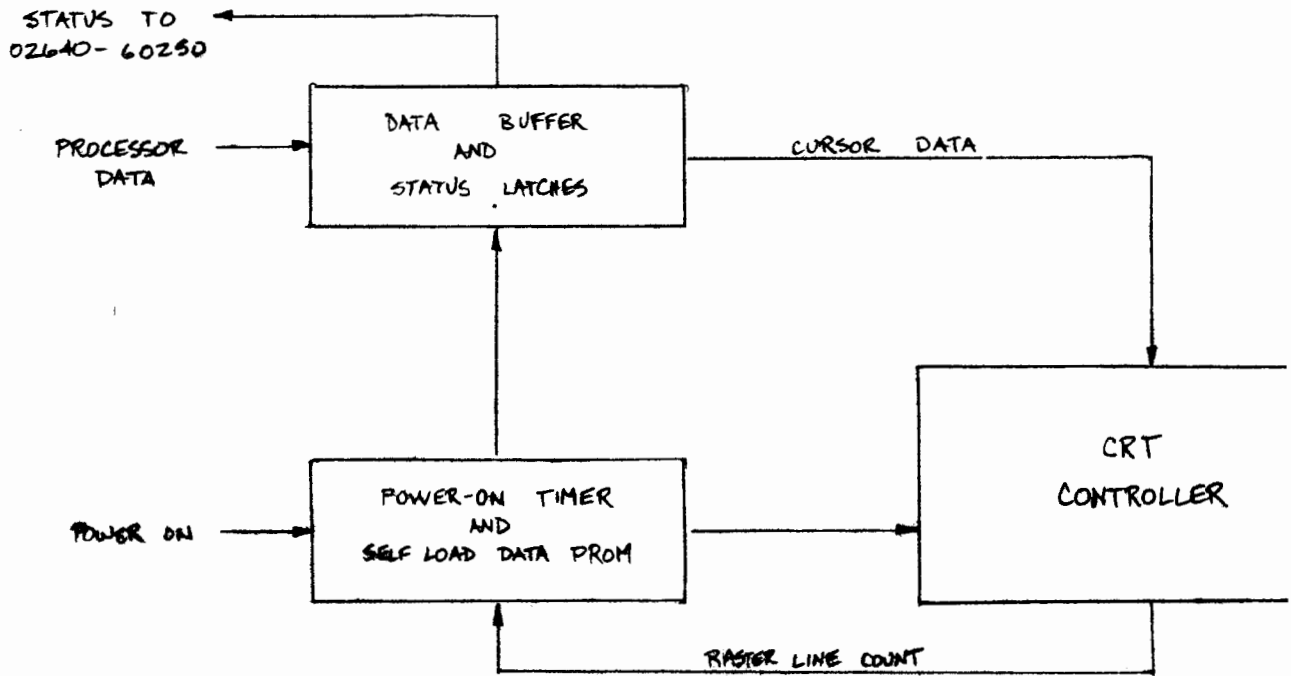 STATUS TO
02640-60250
DATA BUFFER
AND
STATUS LATCHES
PROCESSOR
DATA
CURSOR DATA
CRT
CONTROLLER
POWER-ON TIMER
AND
SELF LOAD DATA PROM
POWER ON
RASTER LINE COUNT